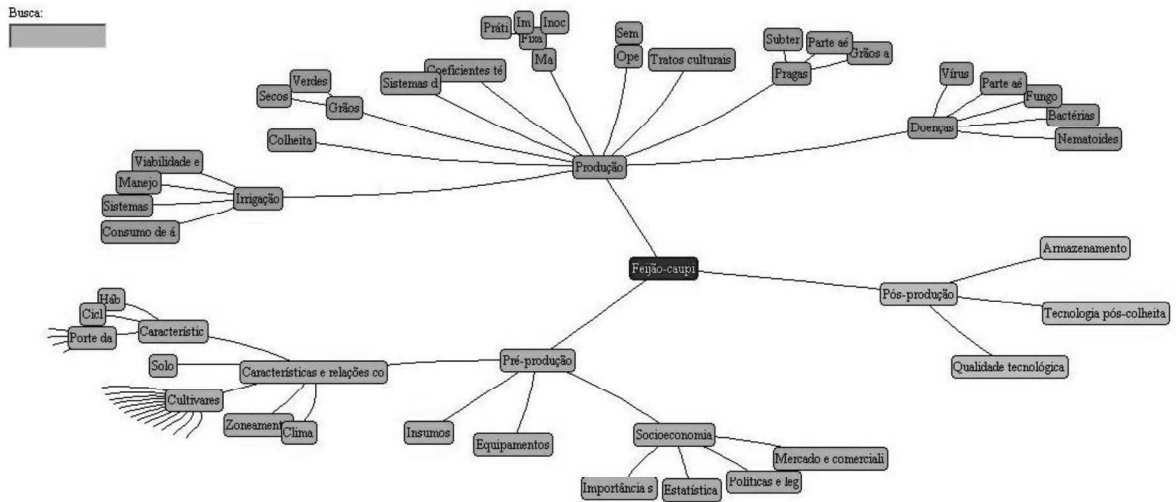 Busca:
Práti
Im
Inoc
Fixa
Ma
Sem
Ope
Tratos culturais
Subter
Parte aé
Grãos a
Pragas
Coeficientes té
Sistemas d
Verdes
Secos
Grãos
Vírus
Parte aé
Fungo
Bactérias
Doenças
Nematoides
Colheita
Produção
Viabilidade e
Manejo
Irrigação
Sistemas
Consumo de á
Feijão-caupi
Armazenamento
Pós-produção
Tecnologia pós-colheita
Qualidade tecnológica
Háb
Cicl
Característic
Porte da
Pré-produção
Solo
Características e relações co
Cultivares
Zoneament
Clima
Insumos
Equipamentos
Socioeconomia
Mercado e comerciali
Políticas e leg
Importância s
Estatística